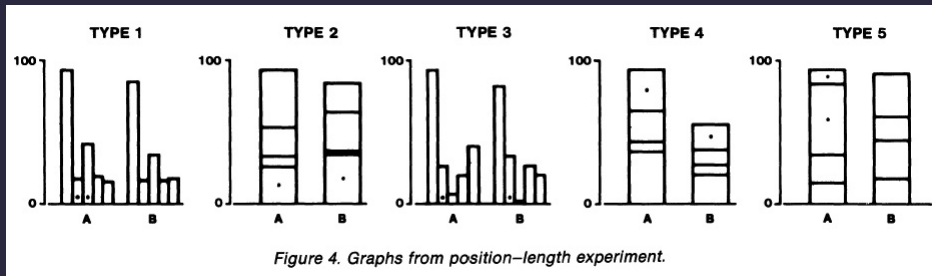 TYPE 1 TYPE 2 TYPE 3 TYPE 4 TYPE 5
100 100 100 100 100
0 0 0 0 0
A B A B A B A B A B
Figure 4. Graphs from position–length experiment.